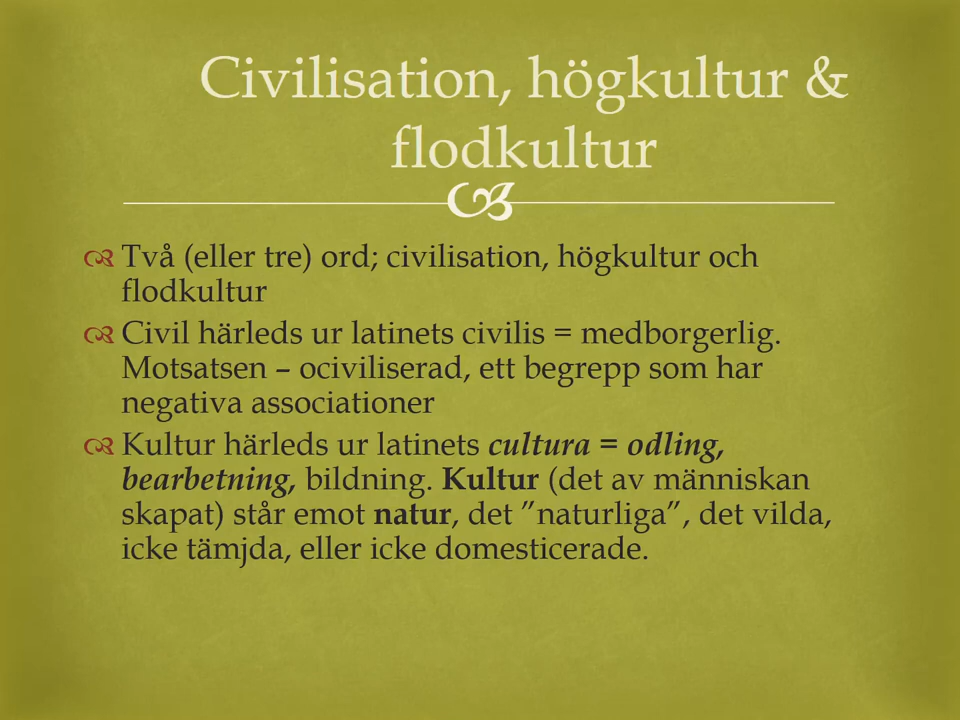 Civilisation, högkultur &
flodkultur
Två (eller tre) ord; civilisation, högkultur och
flodkultur
Civil härleds ur latinets civilis = medborgerlig.
Motsatsen – ociviliserad, ett begrepp som har
negativa associationer
Kultur härleds ur latinets cultura = odling,
bearbetning, bildning. Kultur (det av människan
skapat) står emot natur, det ”naturliga”, det vilda,
icke tämjda, eller icke domesticerade.